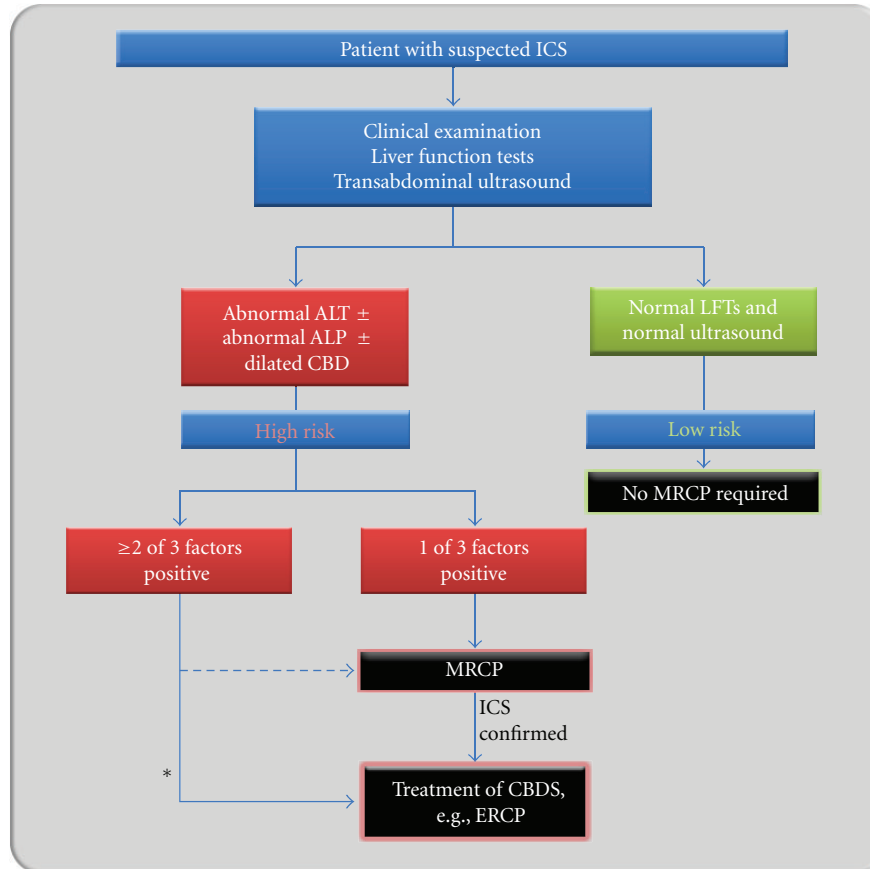 Patient with suspected ICS
Clinical examination
Liver function tests
Transabdominal ultrasound
Abnormal ALT ±
abnormal ALP ±
dilated CBD
Normal LFTs and
normal ultrasound
High risk
Low risk
No MRCP required
≥2 of 3 factors
positive
1 of 3 factors
positive
MRCP
ICS
confirmed
*
Treatment of CBDS,
e.g., ERCP